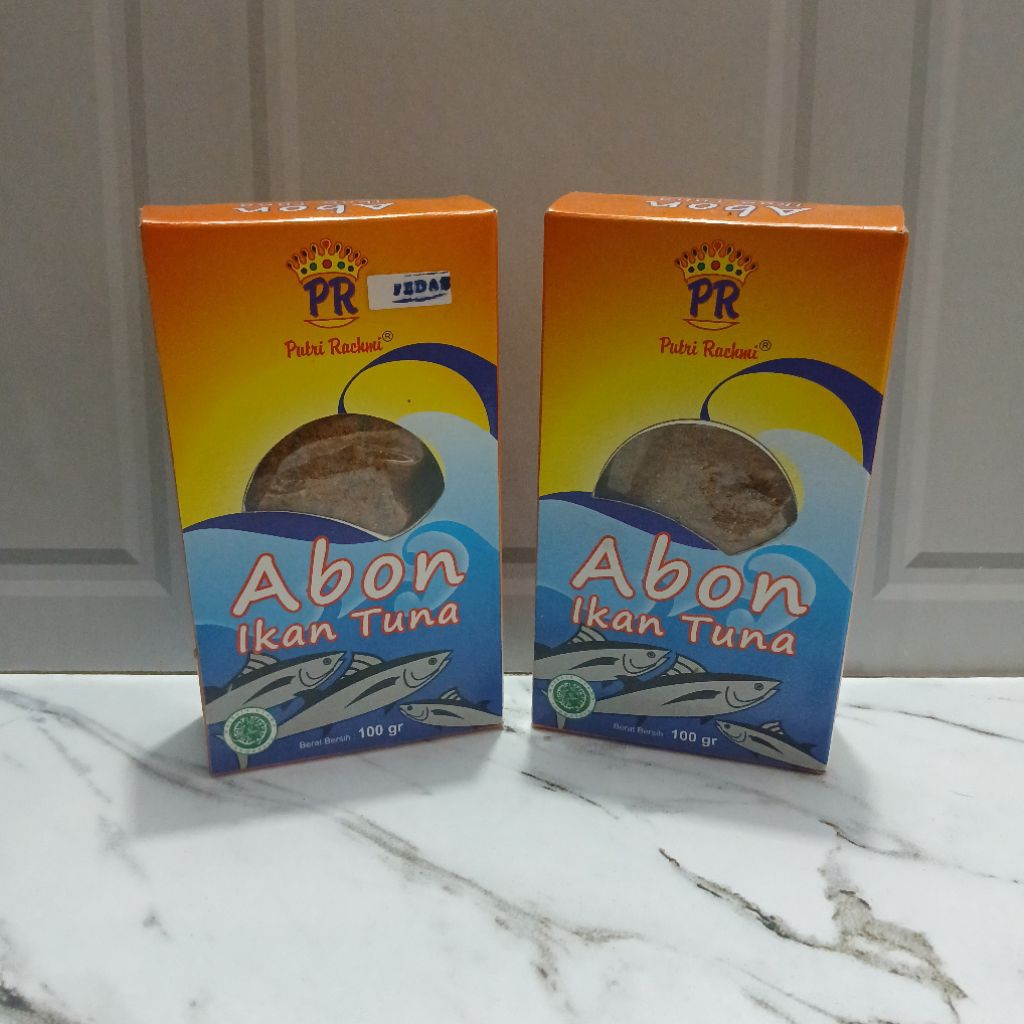 Abon
PR
PEDAS
Putri Rachmi®
Abon
Ikan Tuna
Berat Bersih : 100 gr
Abon
PR
Putri Rachmi®
Abon
Ikan Tuna
Berat Bersih : 100 gr